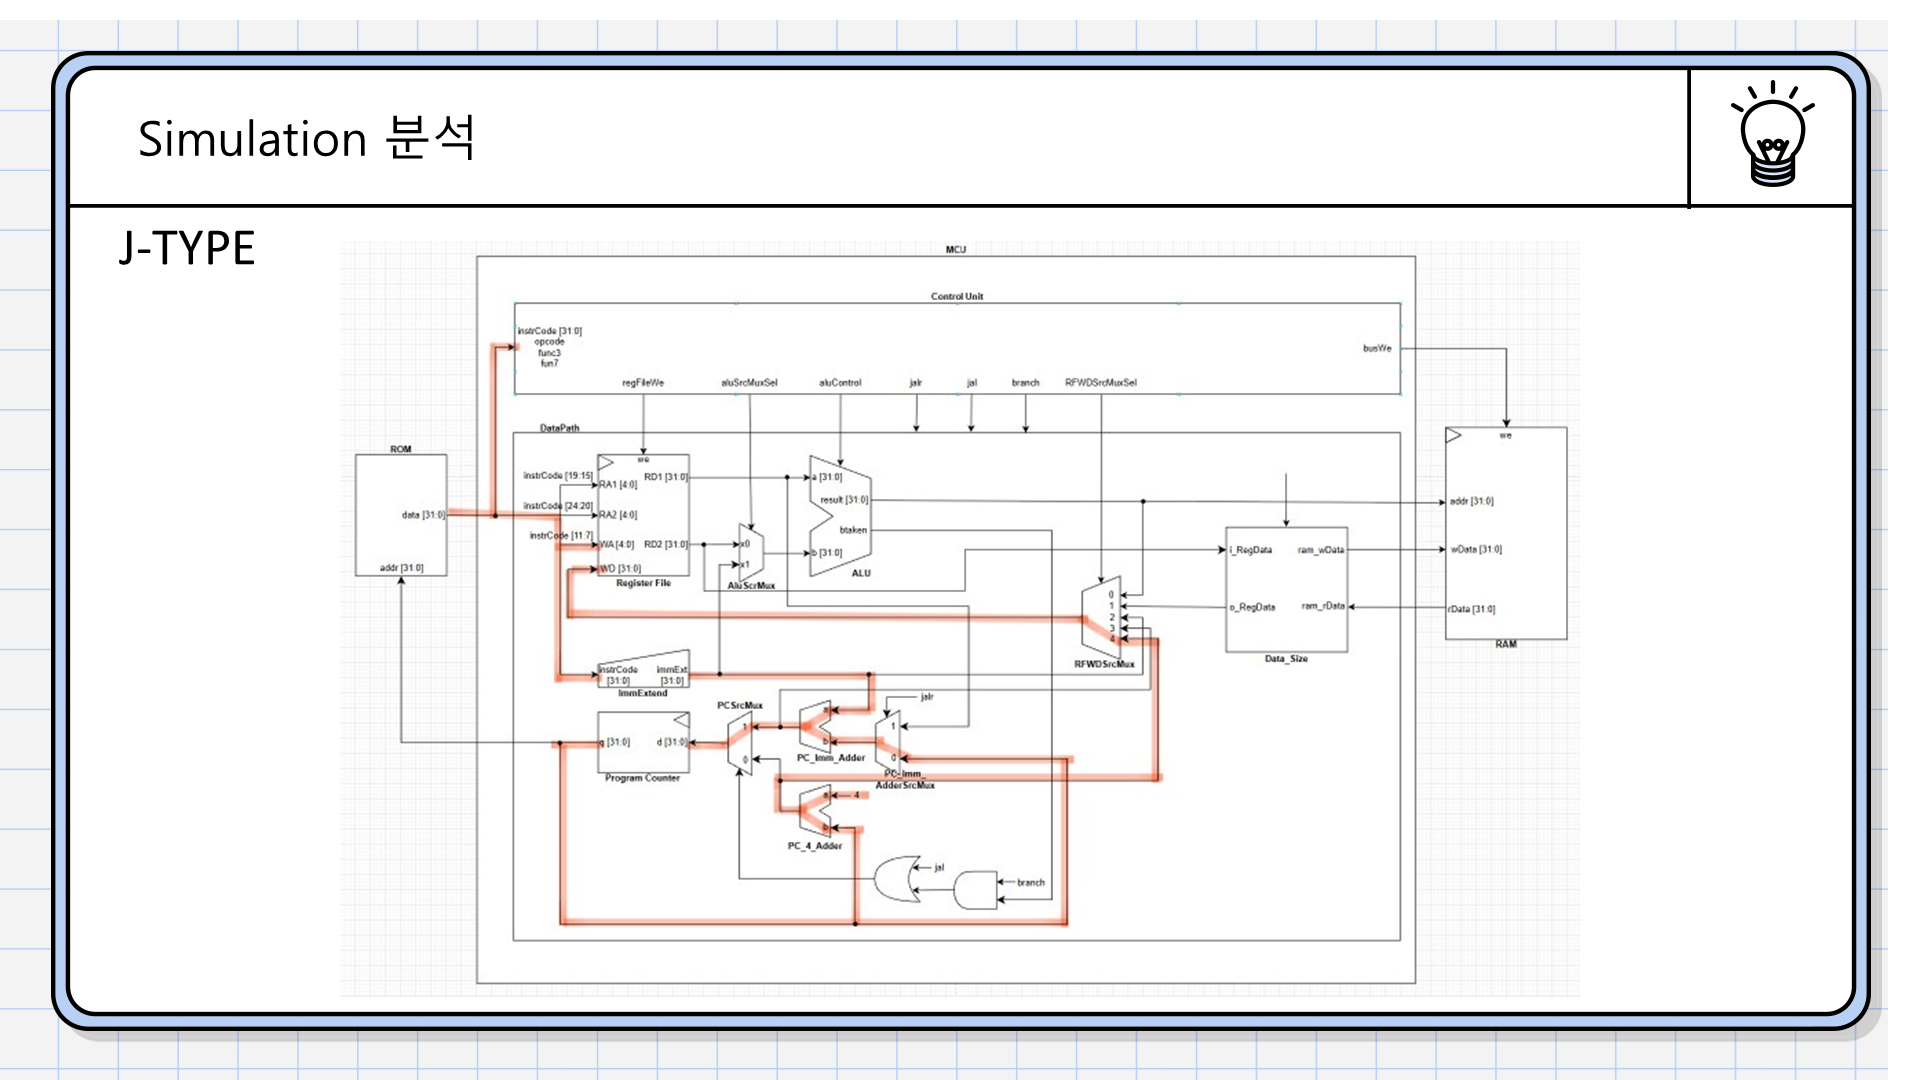 Simulation 분석
J-TYPE
MCU
Control Unit
instrCode [31:0]
opcode
func3
fun7
busWe
regFileWe
aluSrcMuxSel
aluControl
jalr
jal
branch
RFWDSrcMuxSel
DataPath
ROM
data [31:0]
addr [31:0]
instrCode [19:15]
instrCode [24:20]
instrCode [11:7]
we
RA1 [4:0]
RA2 [4:0]
WA [4:0]
WD [31:0]
RD1 [31:0]
RD2 [31:0]
Register File
x0
x1
AluScrMux
a [31:0]
result [31:0]
btaken
b [31:0]
ALU
0
1
2
3
4
RFWDSrcMux
i_RegData
ram_wData
o_RegData
ram_rData
Data_Size
we
addr [31:0]
wData [31:0]
rData [31:0]
RAM
instrCode
[31:0]
immExt
[31:0]
ImmExtend
q [31:0]
d [31:0]
Program Counter
PCSrcMux
1
0
a
b
PC_Imm_Adder
jalr
1
0
PC_Imm_
AdderSrcMux
a
4
b
PC_4_Adder
jal
branch